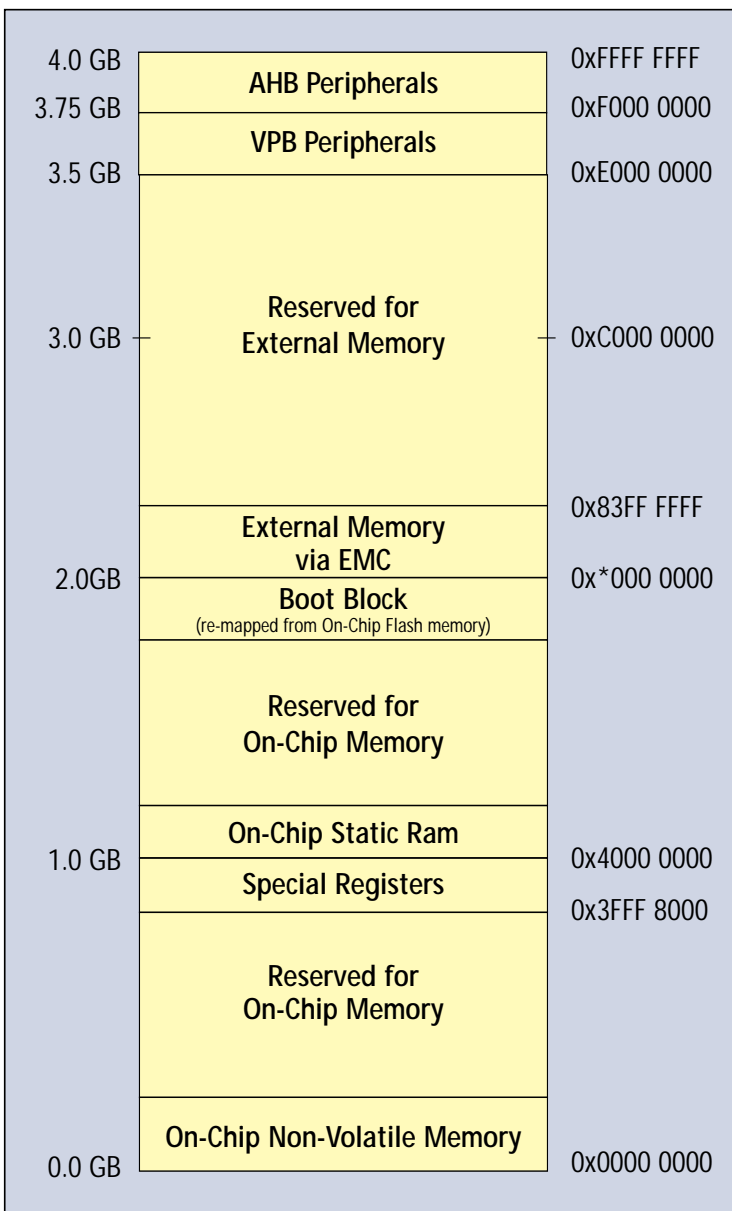 4.0 GB
AHB Peripherals
0xFFFF FFFF
3.75 GB
0xF000 0000
VPB Peripherals
3.5 GB
0xE000 0000
Reserved for
External Memory
3.0 GB
0xC000 0000
0x83FF FFFF
External Memory
via EMC
2.0GB
0x*000 0000
Boot Block
(re-mapped from On-Chip Flash memory)
Reserved for
On-Chip Memory
On-Chip Static Ram
1.0 GB
0x4000 0000
Special Registers
0x3FFF 8000
Reserved for
On-Chip Memory
On-Chip Non-Volatile Memory
0.0 GB
0x0000 0000